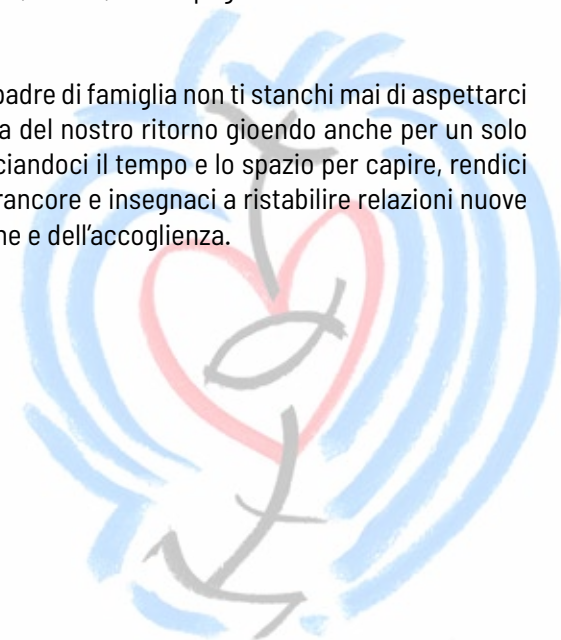 padre di famiglia non ti stanchi mai di aspettarci
a del nostro ritorno gioendo anche per un solo
ciandoci il tempo e lo spazio per capire, rendici
rancore e insegnaci a ristabilire relazioni nuove
ne e dell'accoglienza.